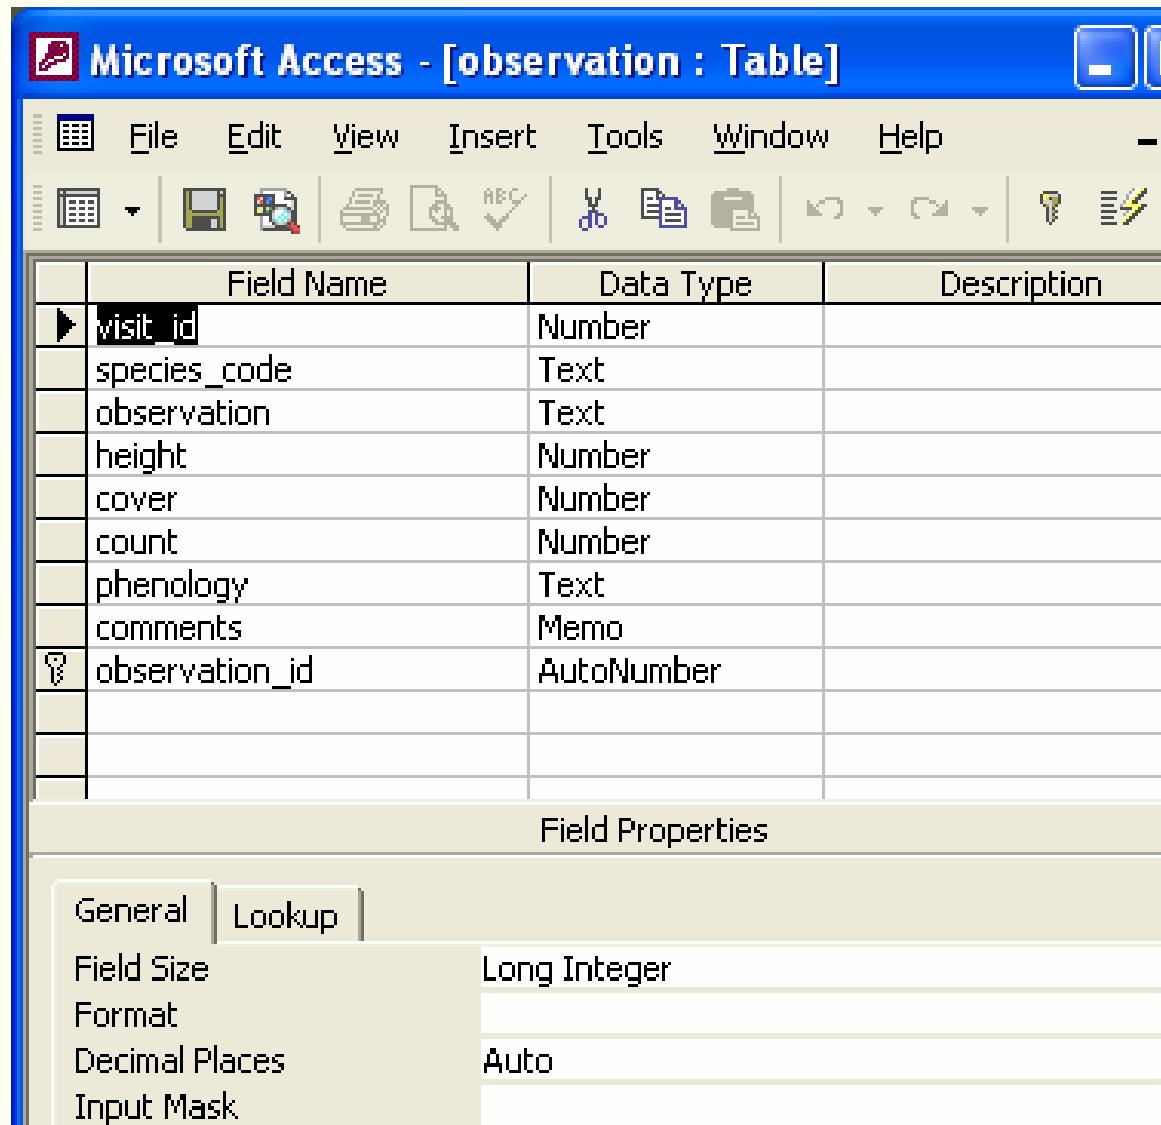 Microsoft Access - [observation : Table]
File Edit View Insert Tools Window Help
ABC
Field Name Data Type Description
visit_id Number
species_code Text
observation Text
height Number
cover Number
count Number
phenology Text
comments Memo
observation_id AutoNumber
Field Properties
General Lookup
Field Size Long Integer
Format
Decimal Places Auto
Input Mask